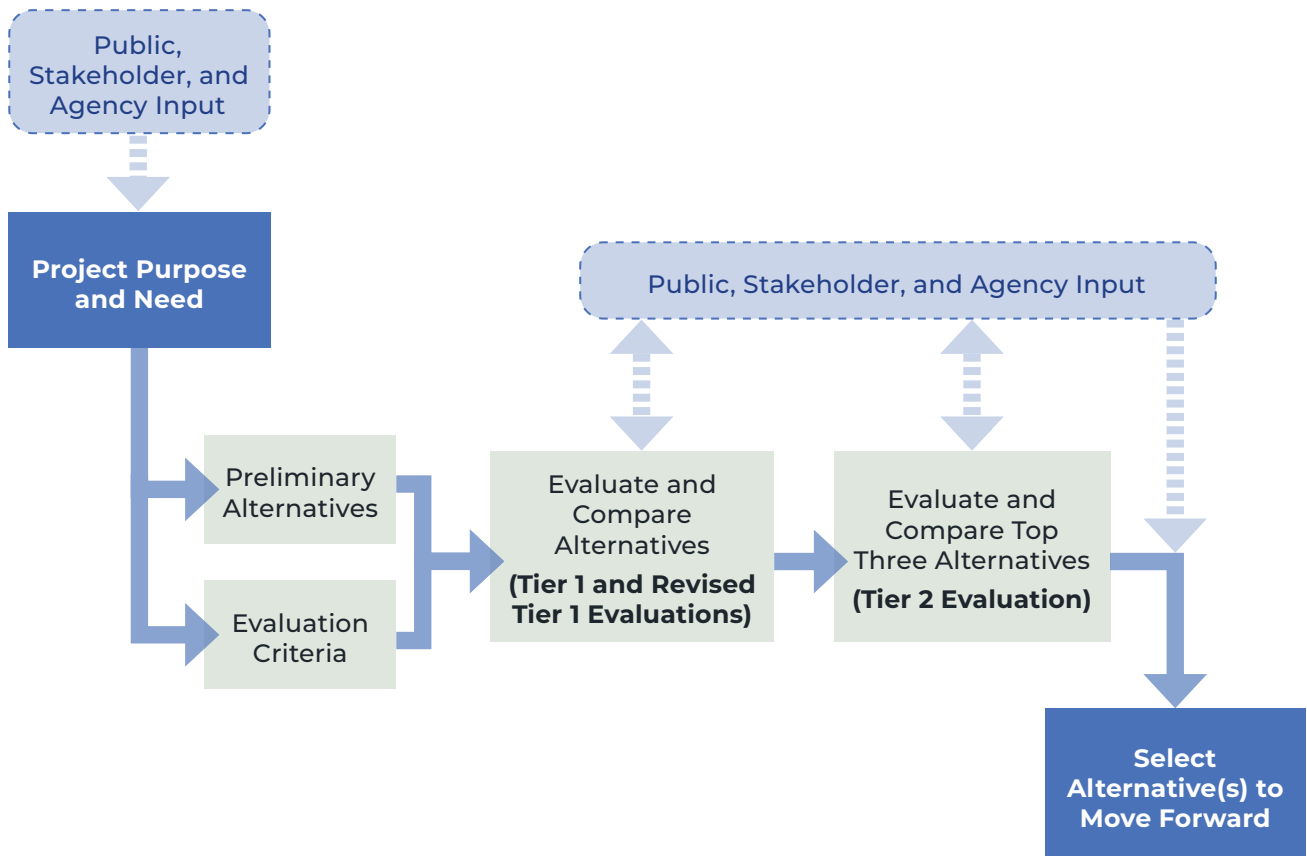 Public,
Stakeholder, and
Agency Input
Project Purpose
and Need
Public, Stakeholder, and Agency Input
Preliminary
Alternatives
Evaluation
Criteria
Evaluate and
Compare
Alternatives
(Tier 1 and Revised
Tier 1 Evaluations)
Evaluate and
Compare Top
Three Alternatives
(Tier 2 Evaluation)
Select
Alternative(s) to
Move Forward